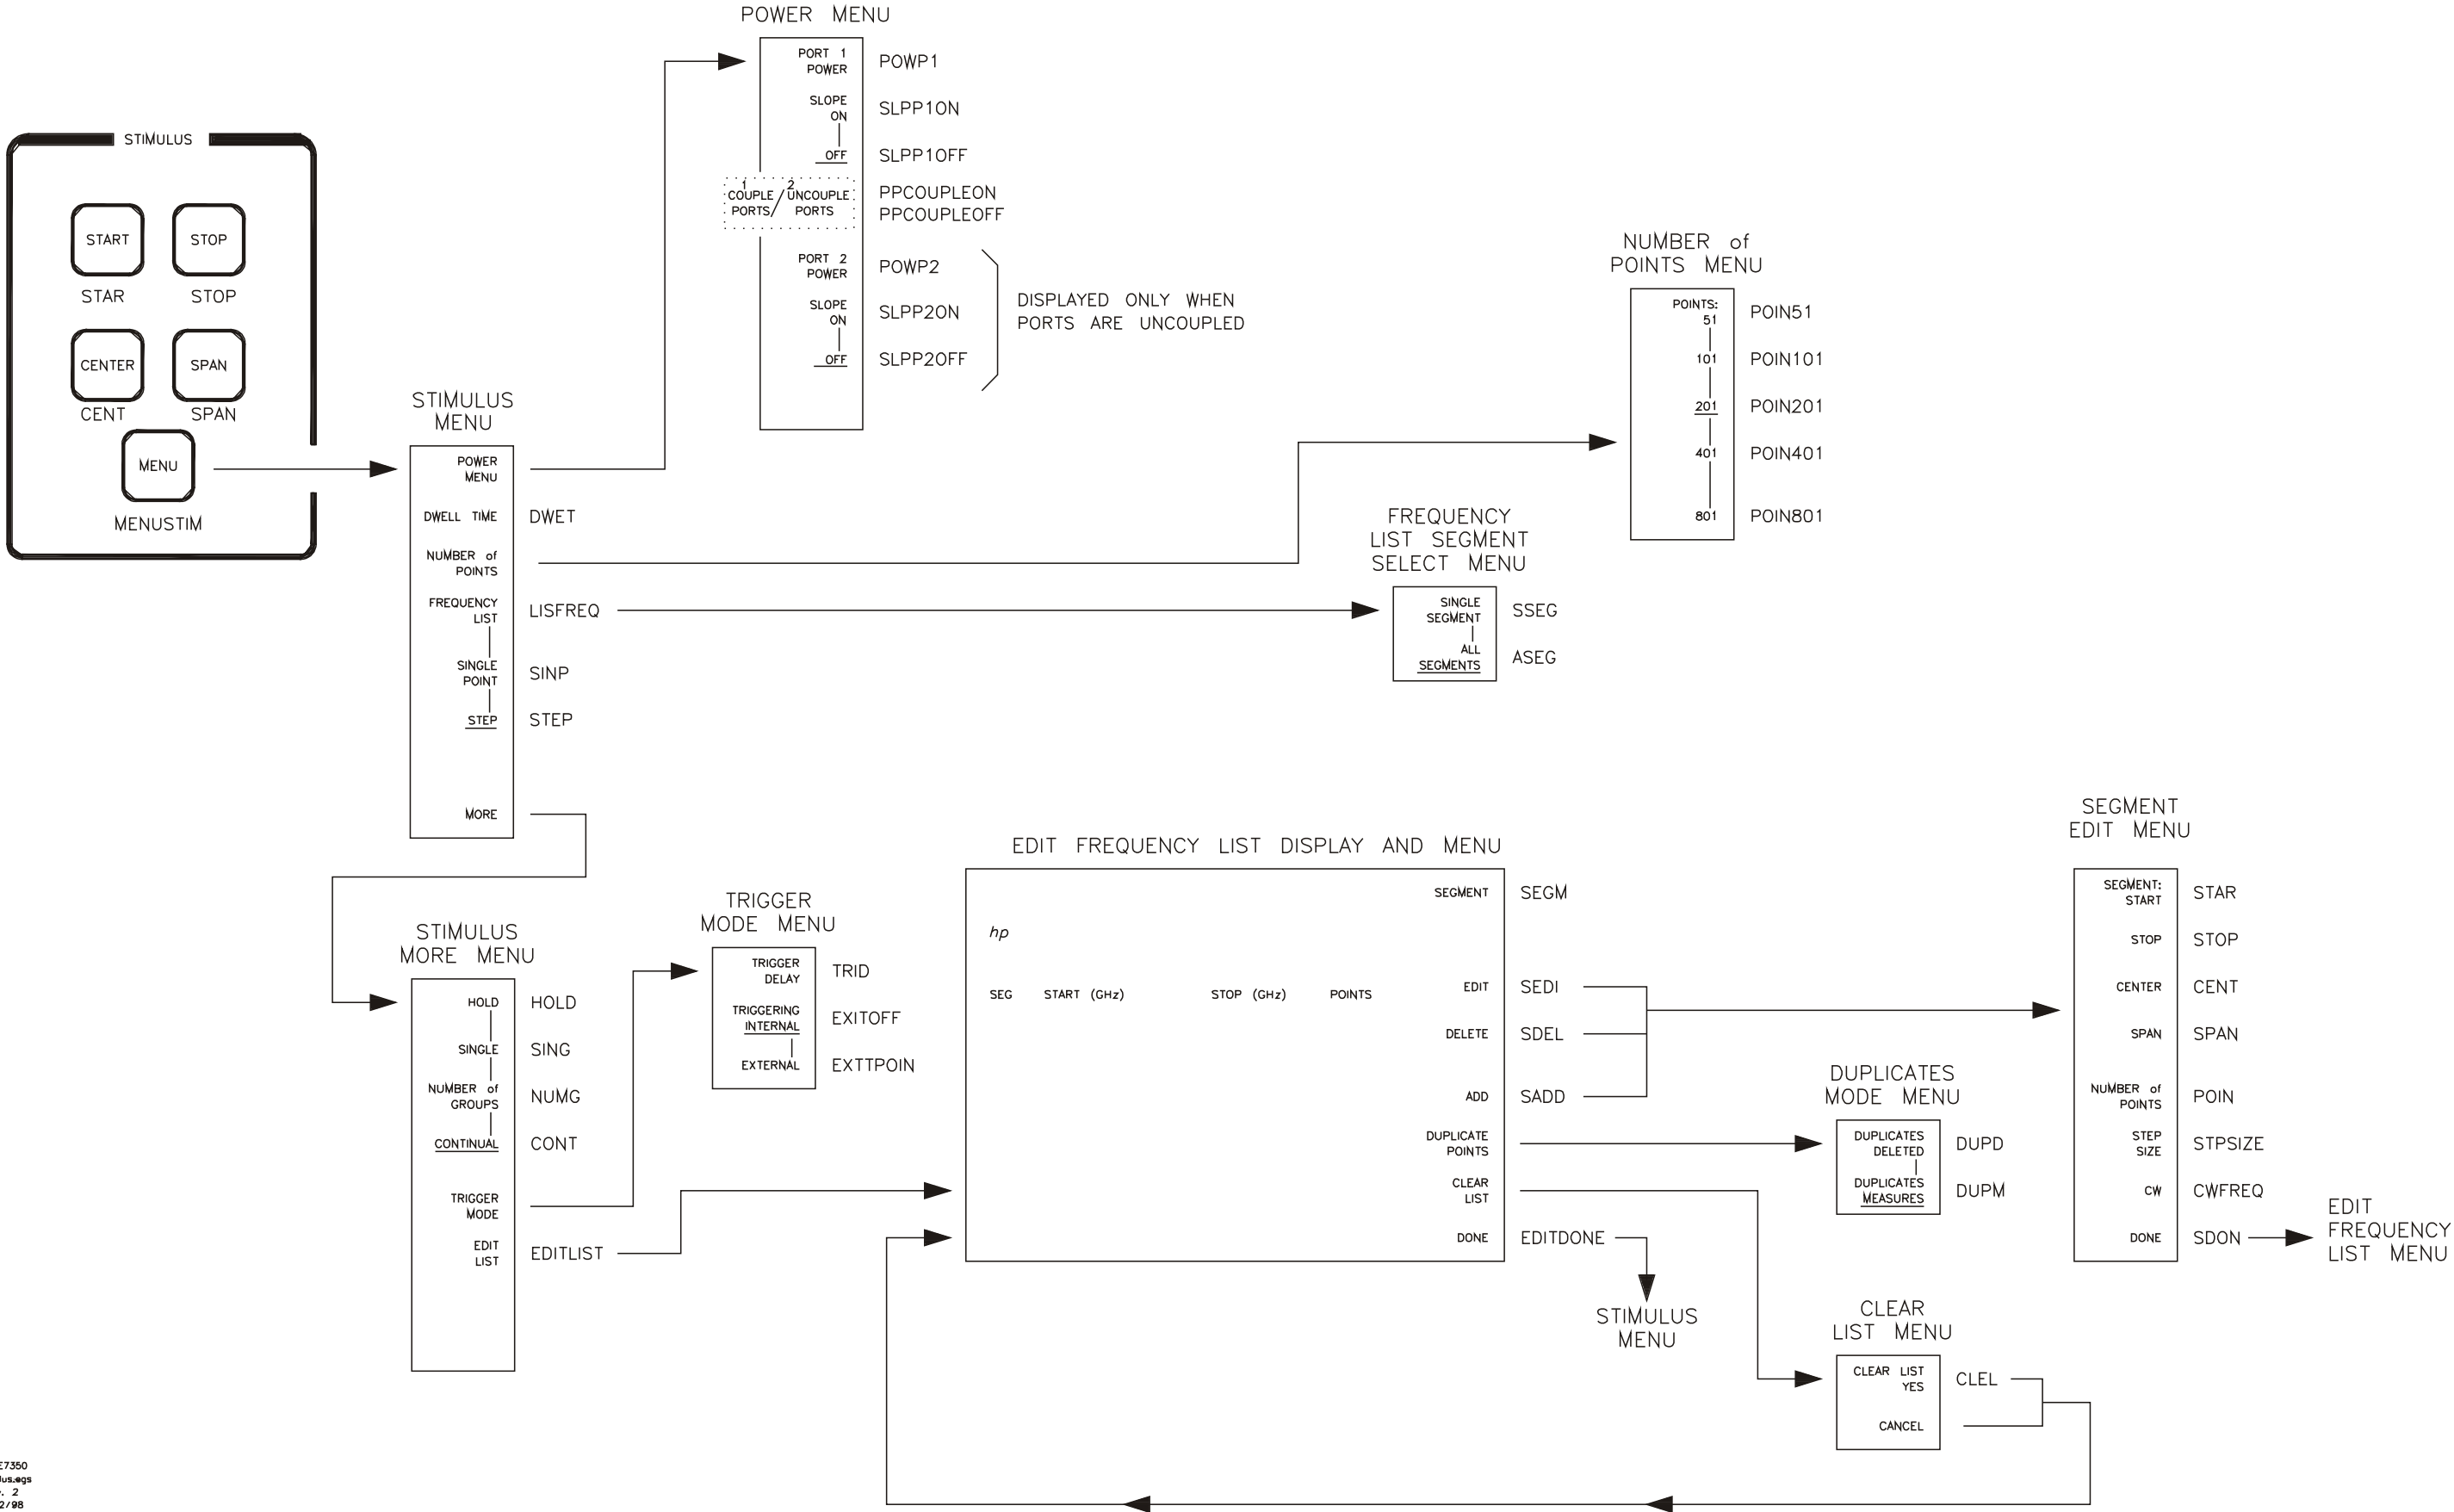 STIMULUS
START
STOP
STAR
STOP
CENTER
SPAN
CENT
SPAN
MENU
MENUSTIM
STIMULUS
MENU
POWER
MENU
DWELL TIME
DWET
NUMBER of
POINTS
FREQUENCY
LIST
LISFREQ
SINGLE
POINT
SINP
STEP
STEP
MORE
POWER MENU
PORT 1
POWER
POWP1
SLOPE
ON
SLPP1ON
OFF
SLPP1OFF
1 2
COUPLE / UNCOUPLE
PORTS PORTS
PPCOUPLEON
PPCOUPLEOFF
PORT 2
POWER
POWP2
SLOPE
ON
SLPP2ON
OFF
SLPP2OFF
DISPLAYED ONLY WHEN
PORTS ARE UNCOUPLED
NUMBER of
POINTS MENU
POINTS:
51
POIN51
101
POIN101
201
POIN201
401
POIN401
801
POIN801
FREQUENCY
LIST SEGMENT
SELECT MENU
SINGLE
SEGMENT
SSEG
ALL
SEGMENTS
ASEG
STIMULUS
MORE MENU
HOLD
HOLD
SINGLE
SING
NUMBER of
GROUPS
NUMG
CONTINUAL
CONT
TRIGGER
MODE
EDIT
LIST
EDITLIST
TRIGGER
MODE MENU
TRIGGER
DELAY
TRID
TRIGGERING
INTERNAL
EXITOFF
EXTERNAL
EXTTPOIN
EDIT FREQUENCY LIST DISPLAY AND MENU
hp
SEG START (GHz) STOP (GHz) POINTS
SEGMENT
SEGM
EDIT
SEDI
DELETE
SDEL
ADD
SADD
DUPLICATE
POINTS
CLEAR
LIST
DONE
EDITDONE
STIMULUS
MENU
DUPLICATES
MODE MENU
DUPLICATES
DELETED
DUPD
DUPLICATES
MEASURES
DUPM
CLEAR
LIST MENU
CLEAR LIST
YES
CLEL
CANCEL
SEGMENT
EDIT MENU
SEGMENT:
START
STAR
STOP
STOP
CENTER
CENT
SPAN
SPAN
NUMBER of
POINTS
POIN
STEP
SIZE
STPSIZE
CW
CWFREQ
DONE
SDON
EDIT
FREQUENCY
LIST MENU
E7350
lus.egs
. 2
2/98